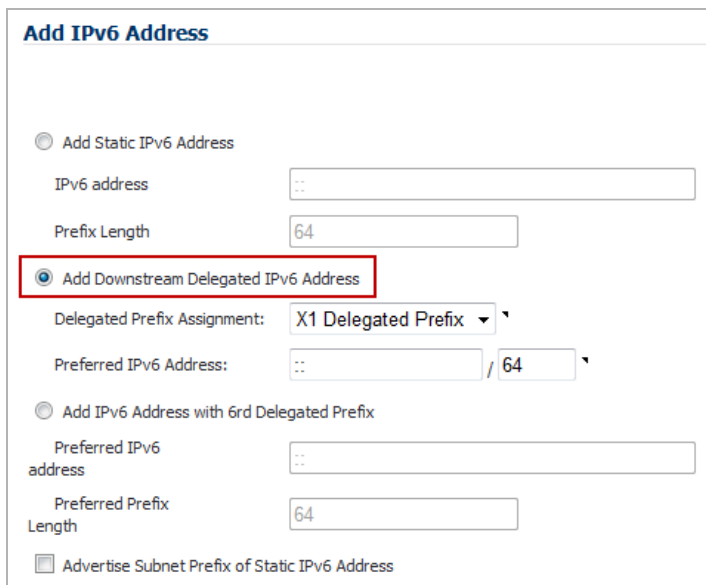 Add IPv6 Address
Add Static IPv6 Address
IPv6 address ::
Prefix Length 64
Add Downstream Delegated IPv6 Address
Delegated Prefix Assignment: X1 Delegated Prefix
Preferred IPv6 Address: :: / 64
Add IPv6 Address with 6rd Delegated Prefix
Preferred IPv6
address ::
Preferred Prefix
Length 64
Advertise Subnet Prefix of Static IPv6 Address